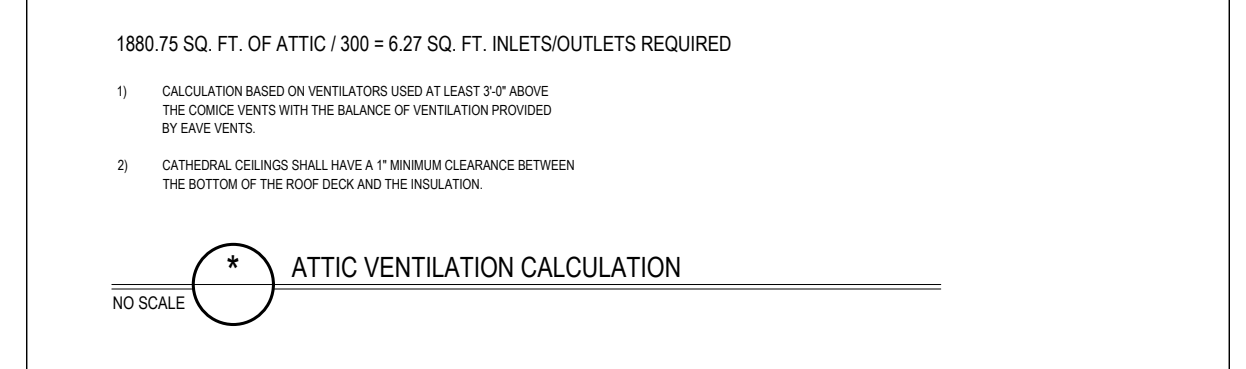 1880.75 SQ. FT. OF ATTIC / 300 = 6.27 SQ. FT. INLETS/OUTLETS REQUIRED
1) CALCULATION BASED ON VENTILATORS USED AT LEAST 3'-0" ABOVE
THE COMICE VENTS WITH THE BALANCE OF VENTILATION PROVIDED
BY EAVE VENTS.
2) CATHEDRAL CEILINGS SHALL HAVE A 1" MINIMUM CLEARANCE BETWEEN
THE BOTTOM OF THE ROOF DECK AND THE INSULATION.
* ATTIC VENTILATION CALCULATION
NO SCALE